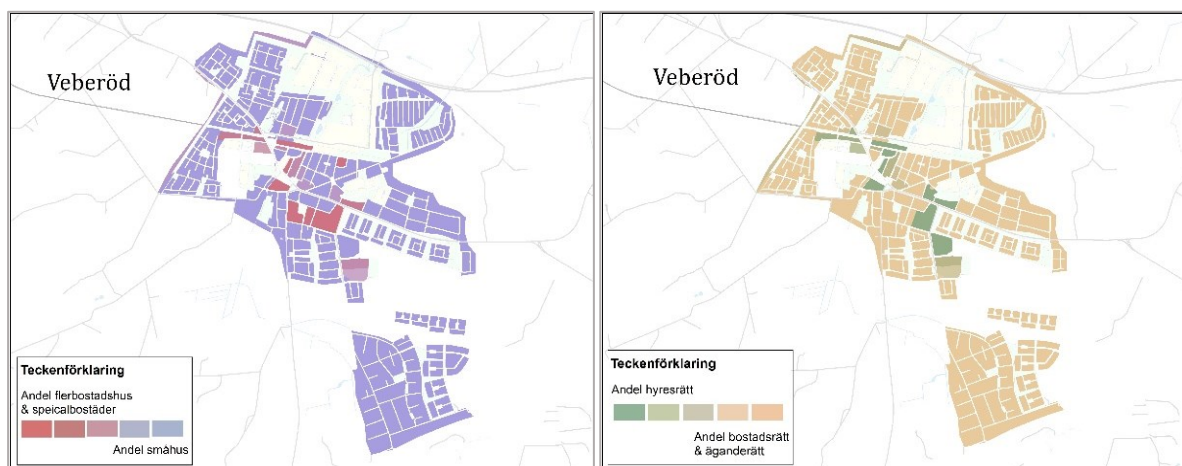 Veberöd
Teckenförklaring
Andel flerbostadshus
& speicalbostäder
Andel småhus
Veberöd
Teckenförklaring
Andel hyresrätt
Andel bostadsrätt
& äganderätt